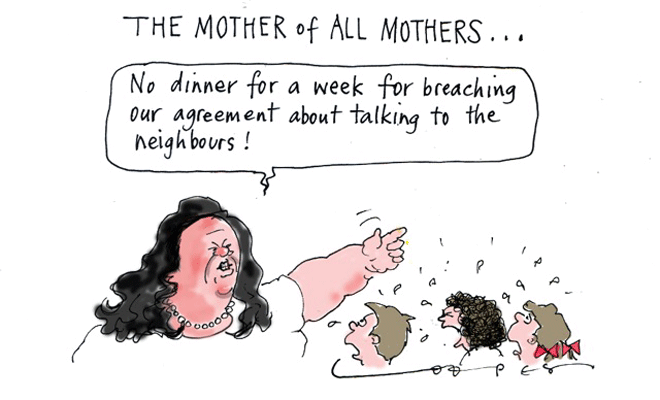 THE MOTHER of ALL MOTHERS...
No dinner for a week for breaching
our agreement about talking to the
neighbours!